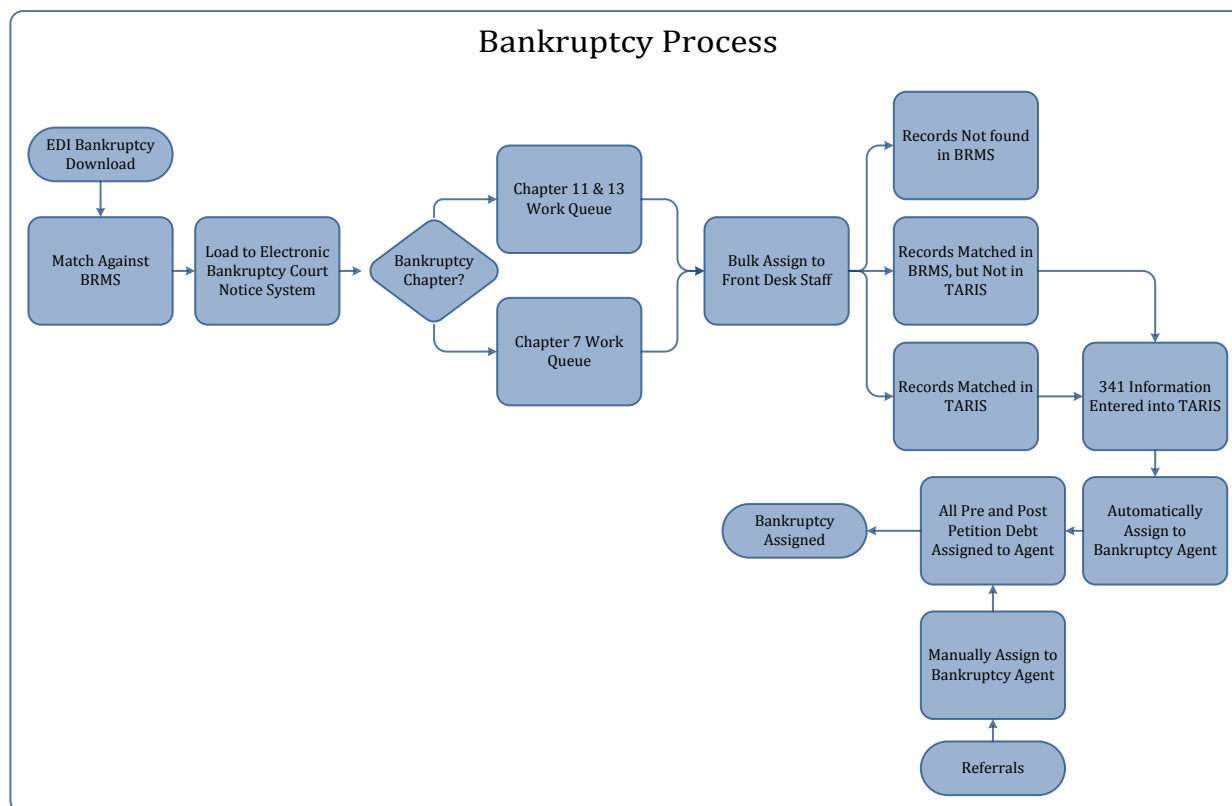 Bankruptcy Process
EDI Bankruptcy
Download
Match Against
BRMS
Load to Electronic
Bankruptcy Court
Notice System
Bankruptcy
Chapter?
Chapter 11 & 13
Work Queue
Chapter 7 Work
Queue
Bulk Assign to
Front Desk Staff
Records Not found
in BRMS
Records Matched in
BRMS, but Not in
TARIS
Records Matched in
TARIS
341 Information
Entered into TARIS
Automatically
Assign to
Bankruptcy Agent
All Pre and Post
Petition Debt
Assigned to Agent
Bankruptcy
Assigned
Manually Assign to
Bankruptcy Agent
Referrals